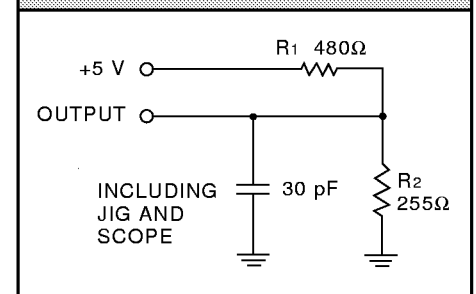 R1 480Ω
+5 V
OUTPUT
INCLUDING
JIG AND
SCOPE
30 pF
R2
255Ω